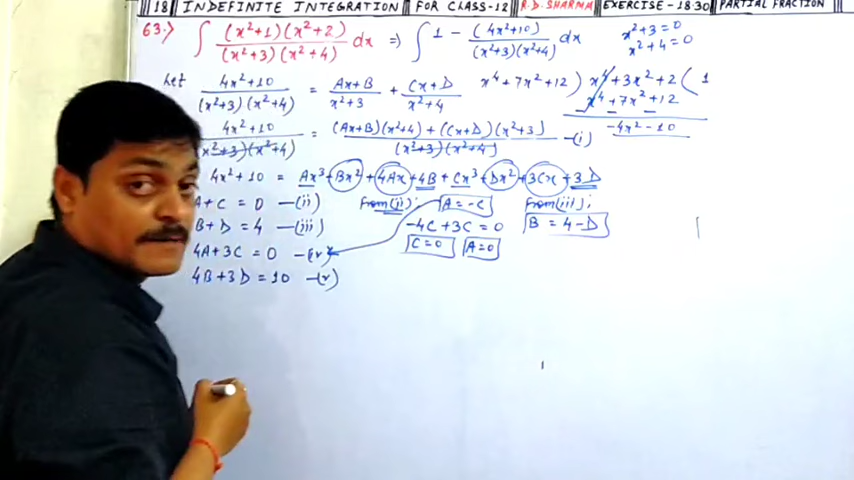 18 INDEFINITE INTEGRATION FOR CLASS-12 R.D. SHARMA EXERCISE-18.30 PARTIAL FRACTION
63.> ∫ (x²+1)(x²+2) / (x²+3)(x²+4) dx => ∫ 1 - (4x²+10) / (x²+3)(x²+4) dx
x²+3=0
x²+4=0
Let 4x²+10 / (x²+3)(x²+4) = Ax+B / x²+3 + Cx+D / x²+4
x⁴+7x²+12 ) x⁴+3x²+2 ( 1
x⁴+7x²+12
-4x²-10
4x²+10 / (x²+3)(x²+4) = (Ax+B)(x²+4) + (Cx+D)(x²+3) / (x²+3)(x²+4) -(i)
4x²+10 = Ax³+Bx²+4Ax+4B+Cx³+Dx²+3Cx+3D
A+C = 0 -(ii)
B+D = 4 -(iii)
4A+3C = 0
4B+3D = 10 -(v)
from(ii); A=-C
-4C+3C=0
C=0 A=0
from(iii);
B = 4-D